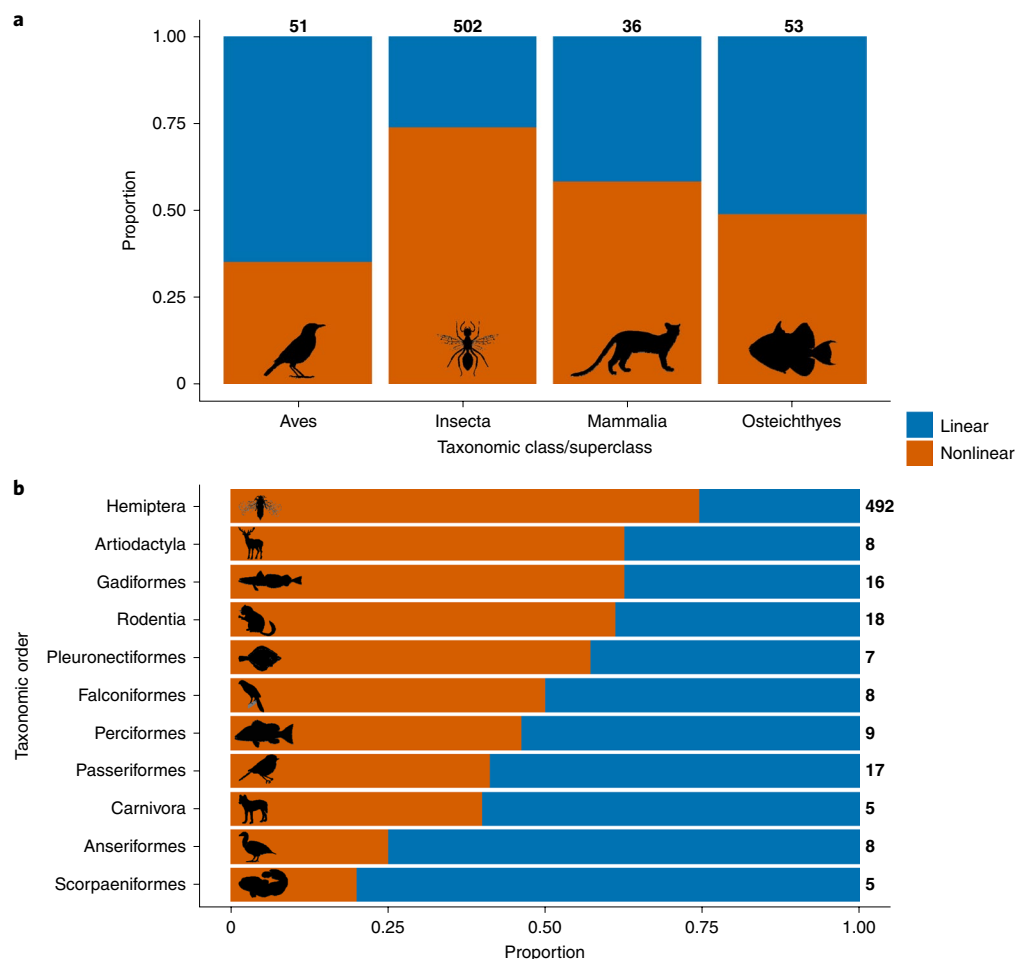 a
51 502 36 53
1.00
0.75
0.50
0.25
0
Proportion
Aves Insecta Mammalia Osteichthyes
Taxonomic class/superclass
Linear
Nonlinear
b
Taxonomic order
Hemiptera 492
Artiodactyla 8
Gadiformes 16
Rodentia 18
Pleuronectiformes 7
Falconiformes 8
Perciformes 9
Passeriformes 17
Carnivora 5
Anseriformes 8
Scorpaeniformes 5
0 0.25 0.50 0.75 1.00
Proportion